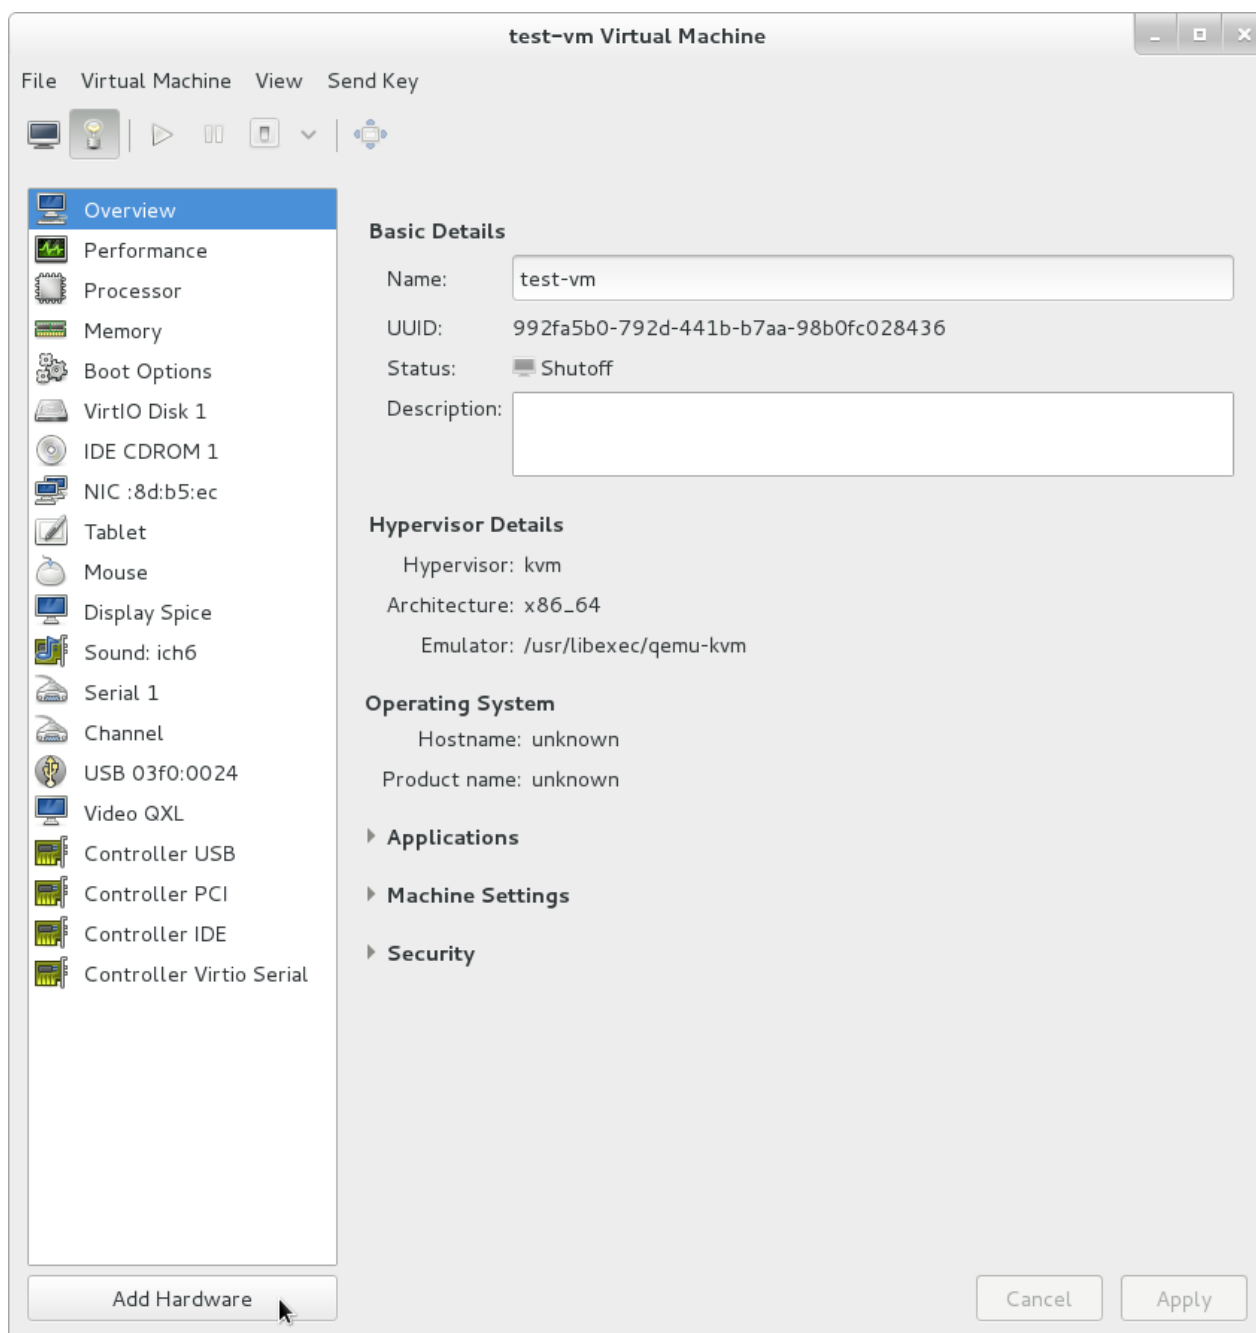 test-vm Virtual Machine
File Virtual Machine View Send Key
Overview
Performance
Processor
Memory
Boot Options
VirtIO Disk 1
IDE CDROM 1
NIC :8d:b5:ec
Tablet
Mouse
Display Spice
Sound: ich6
Serial 1
Channel
USB 03f0:0024
Video QXL
Controller USB
Controller PCI
Controller IDE
Controller Virtio Serial
Add Hardware
Basic Details
Name: test-vm
UUID: 992fa5b0-792d-441b-b7aa-98b0fc028436
Status: Shutoff
Description:
Hypervisor Details
Hypervisor: kvm
Architecture: x86_64
Emulator: /usr/libexec/qemu-kvm
Operating System
Hostname: unknown
Product name: unknown
Applications
Machine Settings
Security
Cancel Apply